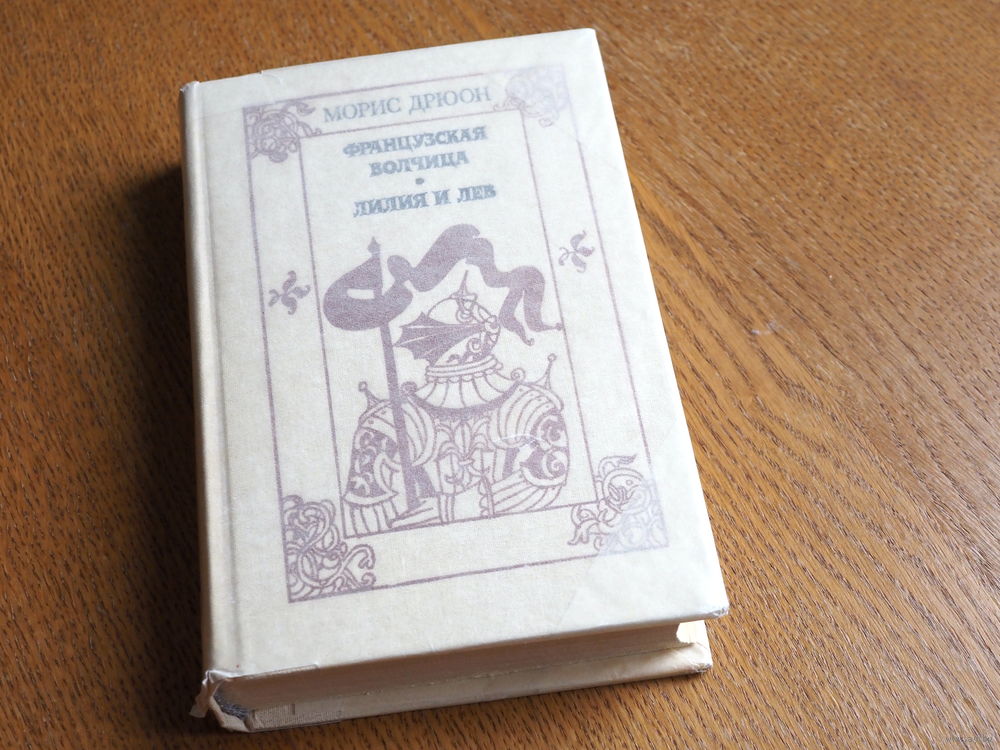 МОРИС ДРЮОН
ФРАНЦУЗСКАЯ
ВОЛЧИЦА
•
ЛИЛИЯ И ЛЕВ